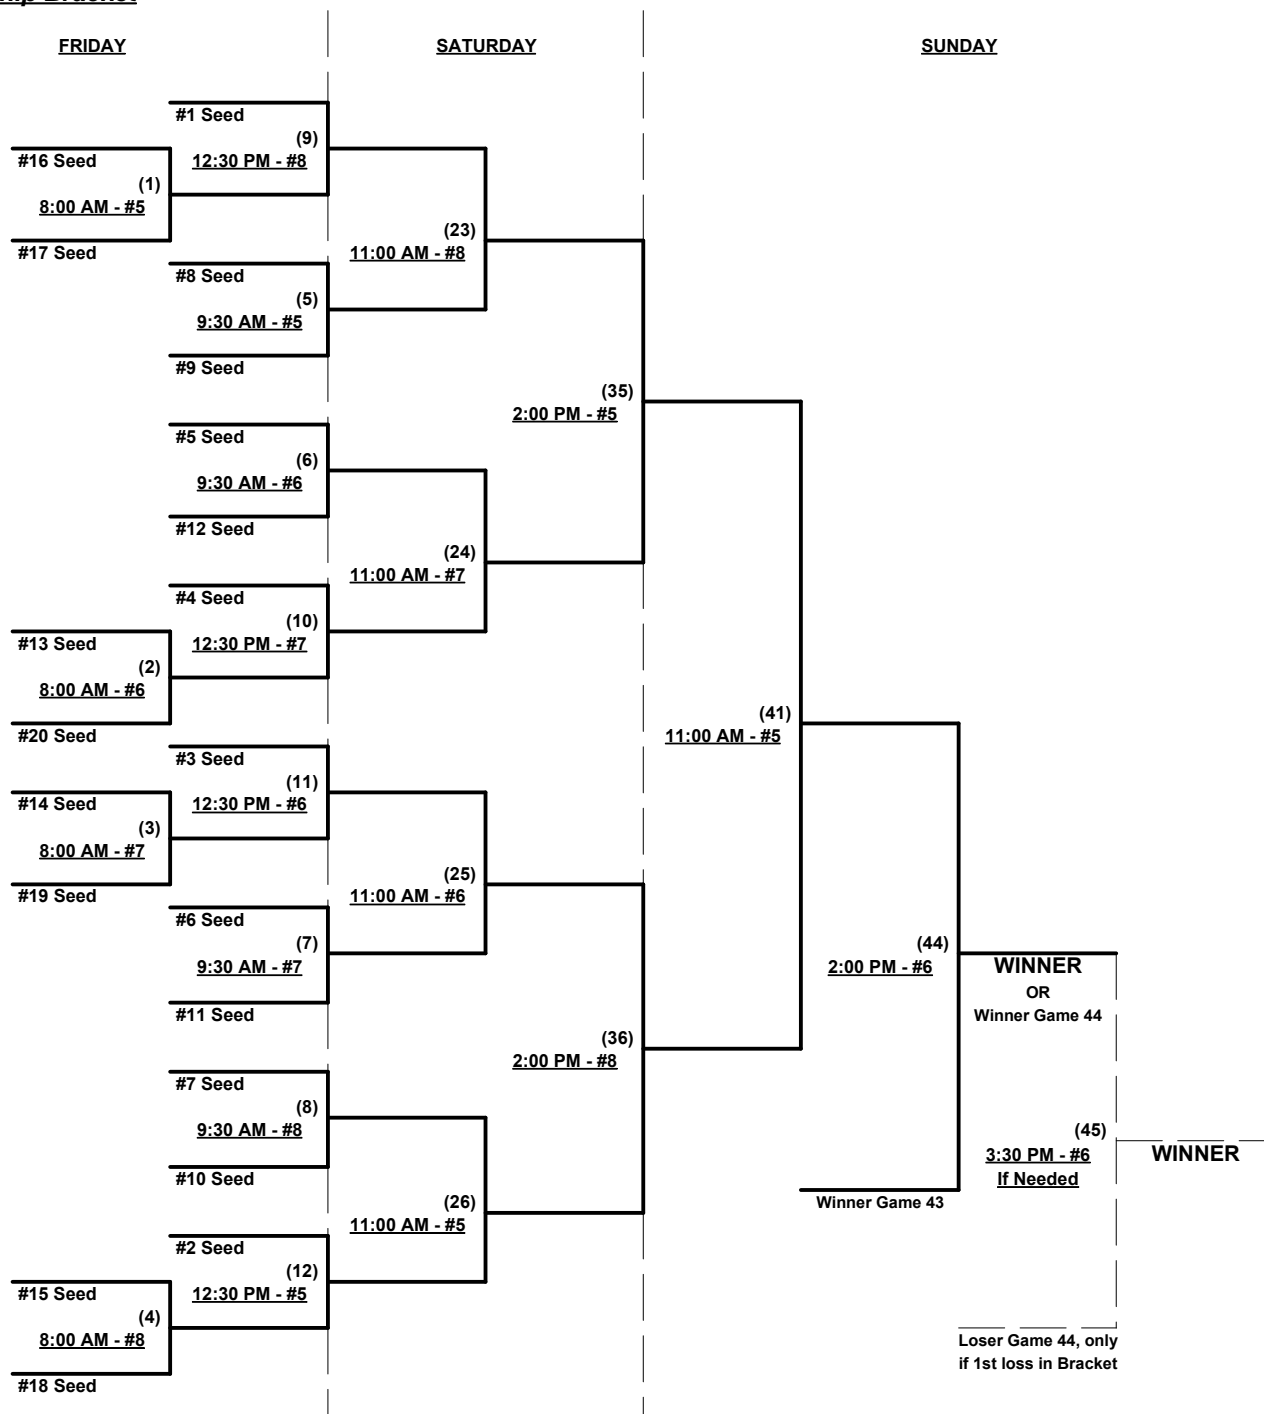 FRIDAY SATURDAY SUNDAY
#1 Seed
(9)
12:30 PM - #8
#16 Seed
(1)
8:00 AM - #5
#17 Seed
(23)
11:00 AM - #8
#8 Seed
(5)
9:30 AM - #5
#9 Seed
(35)
2:00 PM - #5
#5 Seed
(6)
9:30 AM - #6
#12 Seed
(24)
11:00 AM - #7
#4 Seed
(10)
12:30 PM - #7
#13 Seed
(2)
8:00 AM - #6
#20 Seed
(41)
11:00 AM - #5
#3 Seed
(11)
12:30 PM - #6
#14 Seed
(3)
8:00 AM - #7
#19 Seed
(25)
11:00 AM - #6
#6 Seed
(7)
9:30 AM - #7
#11 Seed
(44)
2:00 PM - #6
WINNER
OR
Winner Game 44
(36)
2:00 PM - #8
#7 Seed
(8)
9:30 AM - #8
#10 Seed
(45)
3:30 PM - #6
If Needed
WINNER
Winner Game 43
(26)
11:00 AM - #5
#2 Seed
(12)
12:30 PM - #5
#15 Seed
(4)
8:00 AM - #8
#18 Seed
Loser Game 44, only
if 1st loss in Bracket